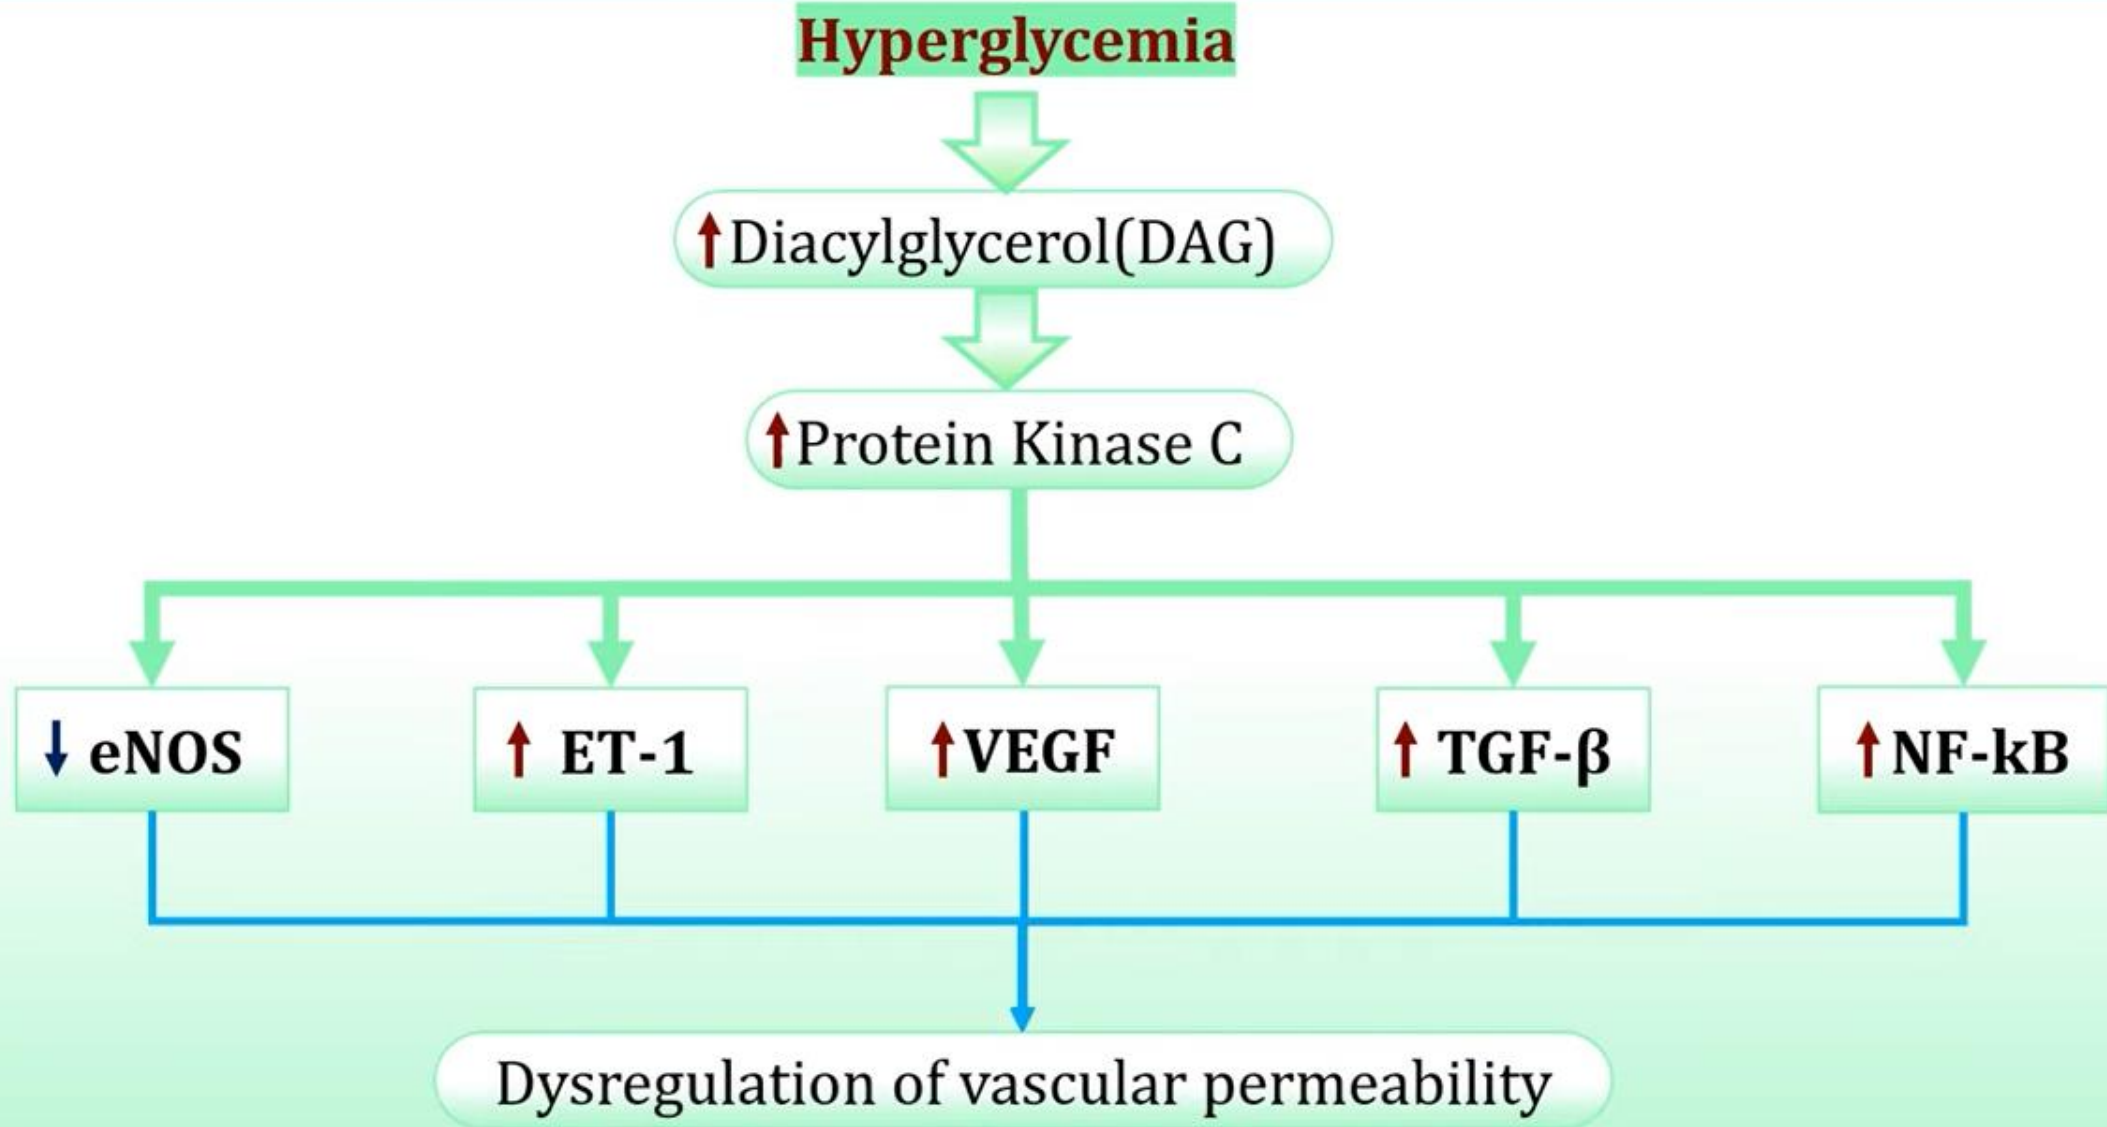 Hyperglycemia
↑Diacylglycerol(DAG)
↑Protein Kinase C
↓ eNOS
↑ ET-1
↑VEGF
↑ TGF-β
↑NF-kB
Dysregulation of vascular permeability